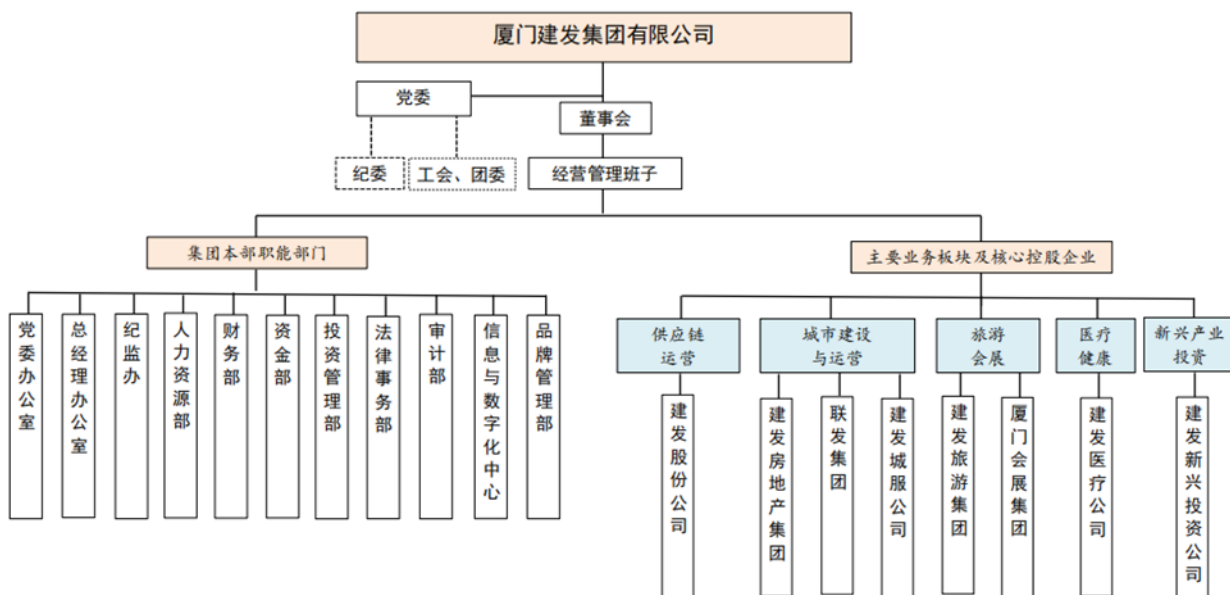 厦门建发集团有限公司
党委
董事会
纪委
工会、团委
经营管理班子
集团本部职能部门
主要业务板块及核心控股企业
党委办公室
总经理办公室
纪监办
人力资源部
财务部
资金部
投资管理部
法律事务部
审计部
信息与数字化中心
品牌管理部
供应链
运营
城市建设
与运营
旅游
会展
医疗
健康
新兴产业
投资
建发股份公司
建发房地产集团
联发集团
建发城服公司
建发旅游集团
厦门会展集团
建发医疗公司
建发新兴投资公司